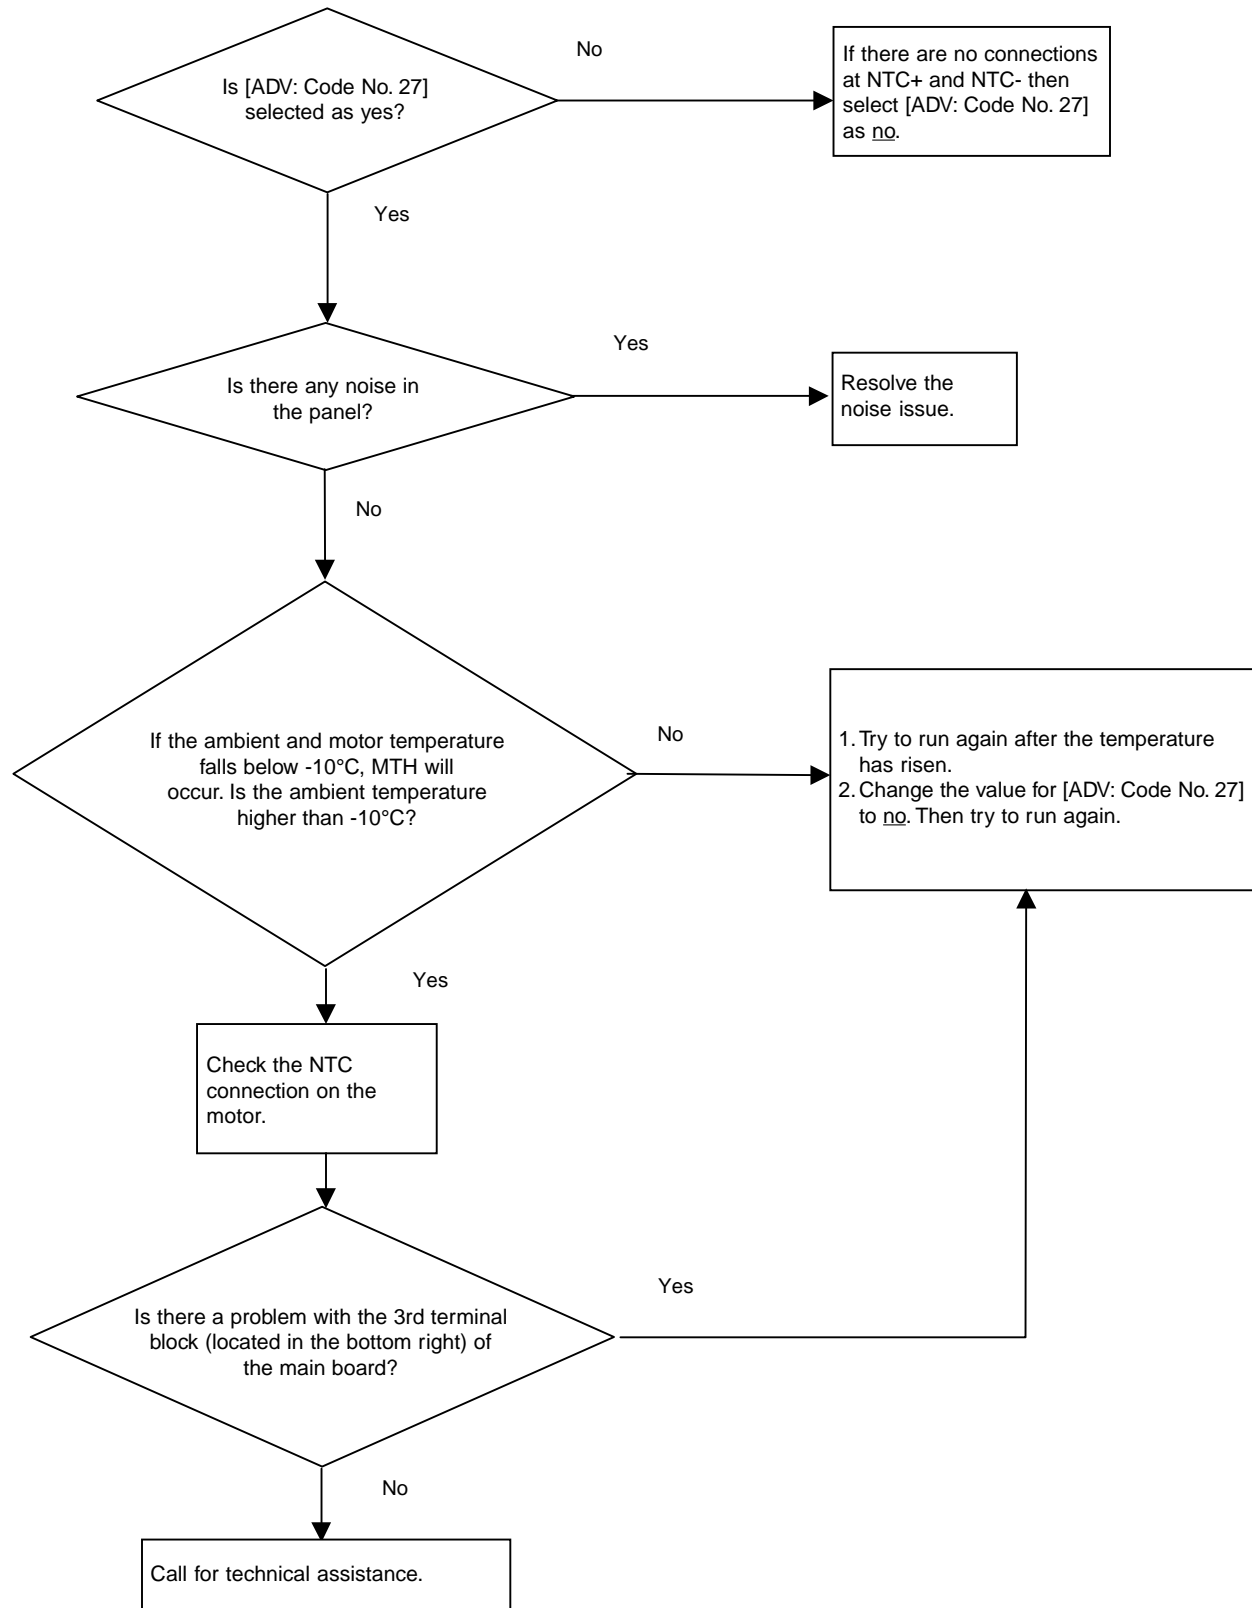 No
Is [ADV: Code No. 27]
selected as yes?
If there are no connections
at NTC+ and NTC- then
select [ADV: Code No. 27]
as no.
Yes
Is there any noise in
the panel?
Yes
Resolve the
noise issue.
No
If the ambient and motor temperature
falls below -10°C, MTH will
occur. Is the ambient temperature
higher than -10°C?
No
1. Try to run again after the temperature
has risen.
2. Change the value for [ADV: Code No. 27]
to no. Then try to run again.
Yes
Check the NTC
connection on the
motor.
Is there a problem with the 3rd terminal
block (located in the bottom right) of
the main board?
Yes
No
Call for technical assistance.